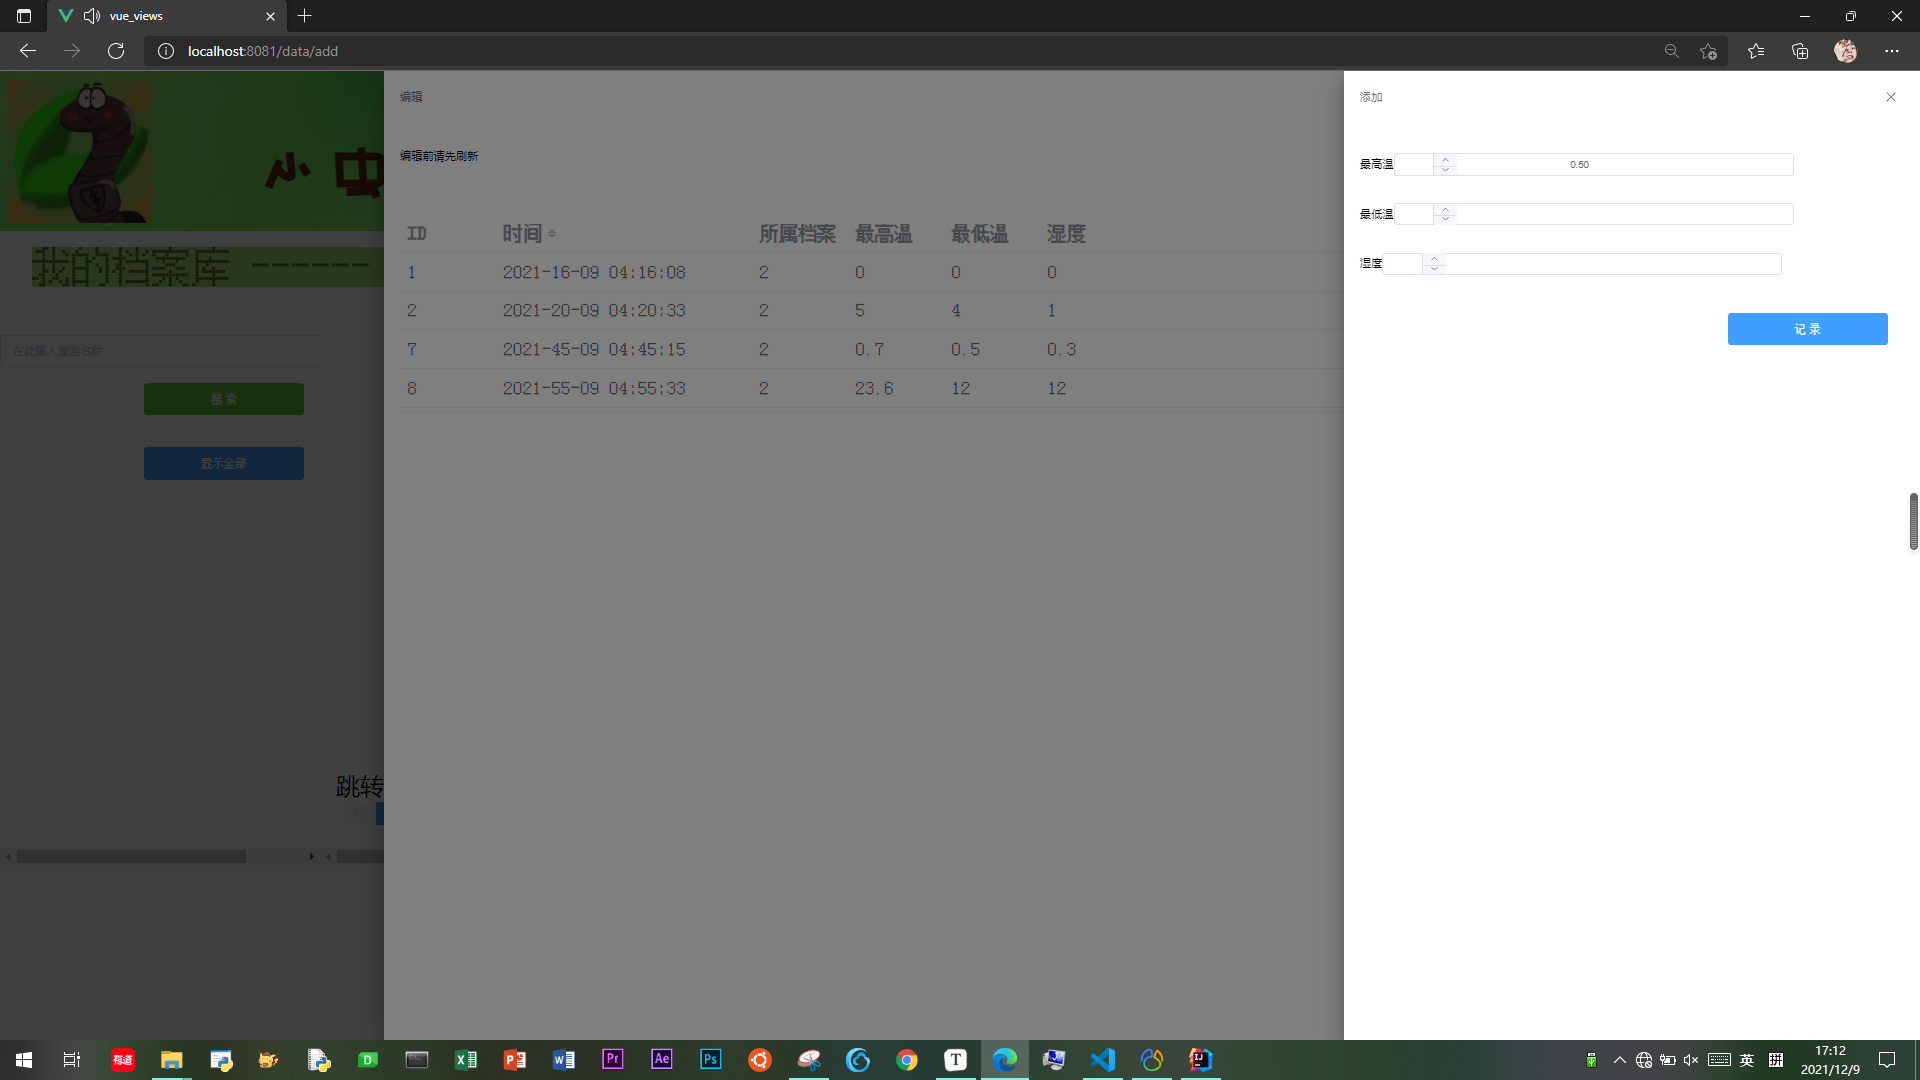 vue_views
localhost:8081/data/add
小 虫
我的档案库 ------
在此输入搜索名称
搜 索
显示全部
跳转
编辑
编辑前请先刷新
ID 时间 所属档案 最高温 最低温 湿度
1 2021-16-09 04:16:08 2 0 0 0
2 2021-20-09 04:20:33 2 5 4 1
7 2021-45-09 04:45:15 2 0.7 0.5 0.3
8 2021-55-09 04:55:33 2 23.6 12 12
添加
最高温 0.50
最低温
湿度
记 录
有道
英
拼
17:12
2021/12/9